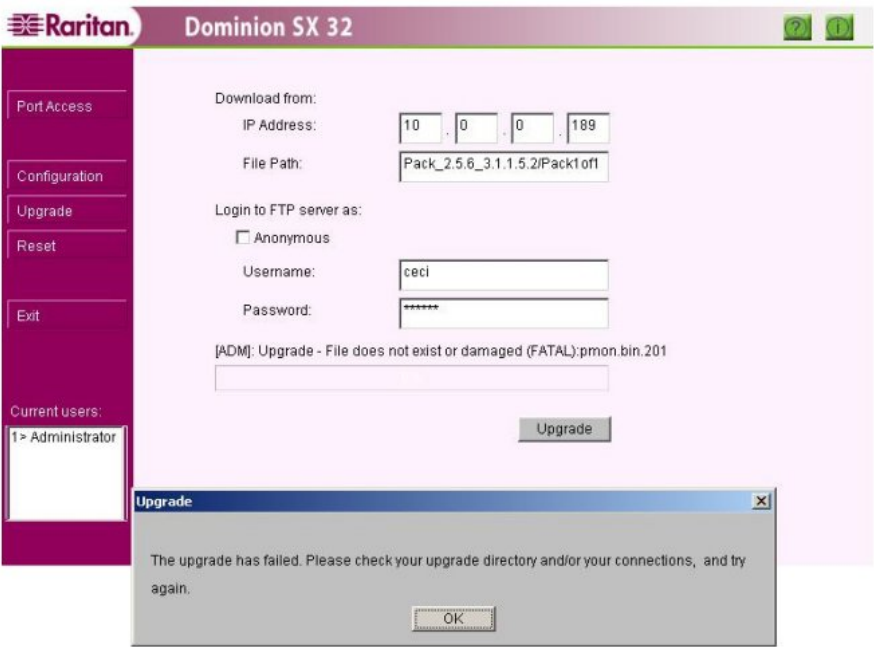 Raritan.
Dominion SX 32
?
i
Port Access
Configuration
Upgrade
Reset
Exit
Current users:
1> Administrator
Download from:
IP Address:
10 . 0 . 0 . 189
File Path:
Pack_2.5.6_3.1.1.5.2/Pack1of1
Login to FTP server as:
Anonymous
Username:
ceci
Password:
******
[ADM]: Upgrade - File does not exist or damaged (FATAL):pmon.bin.201
Upgrade
Upgrade
The upgrade has failed. Please check your upgrade directory and/or your connections, and try
again.
OK